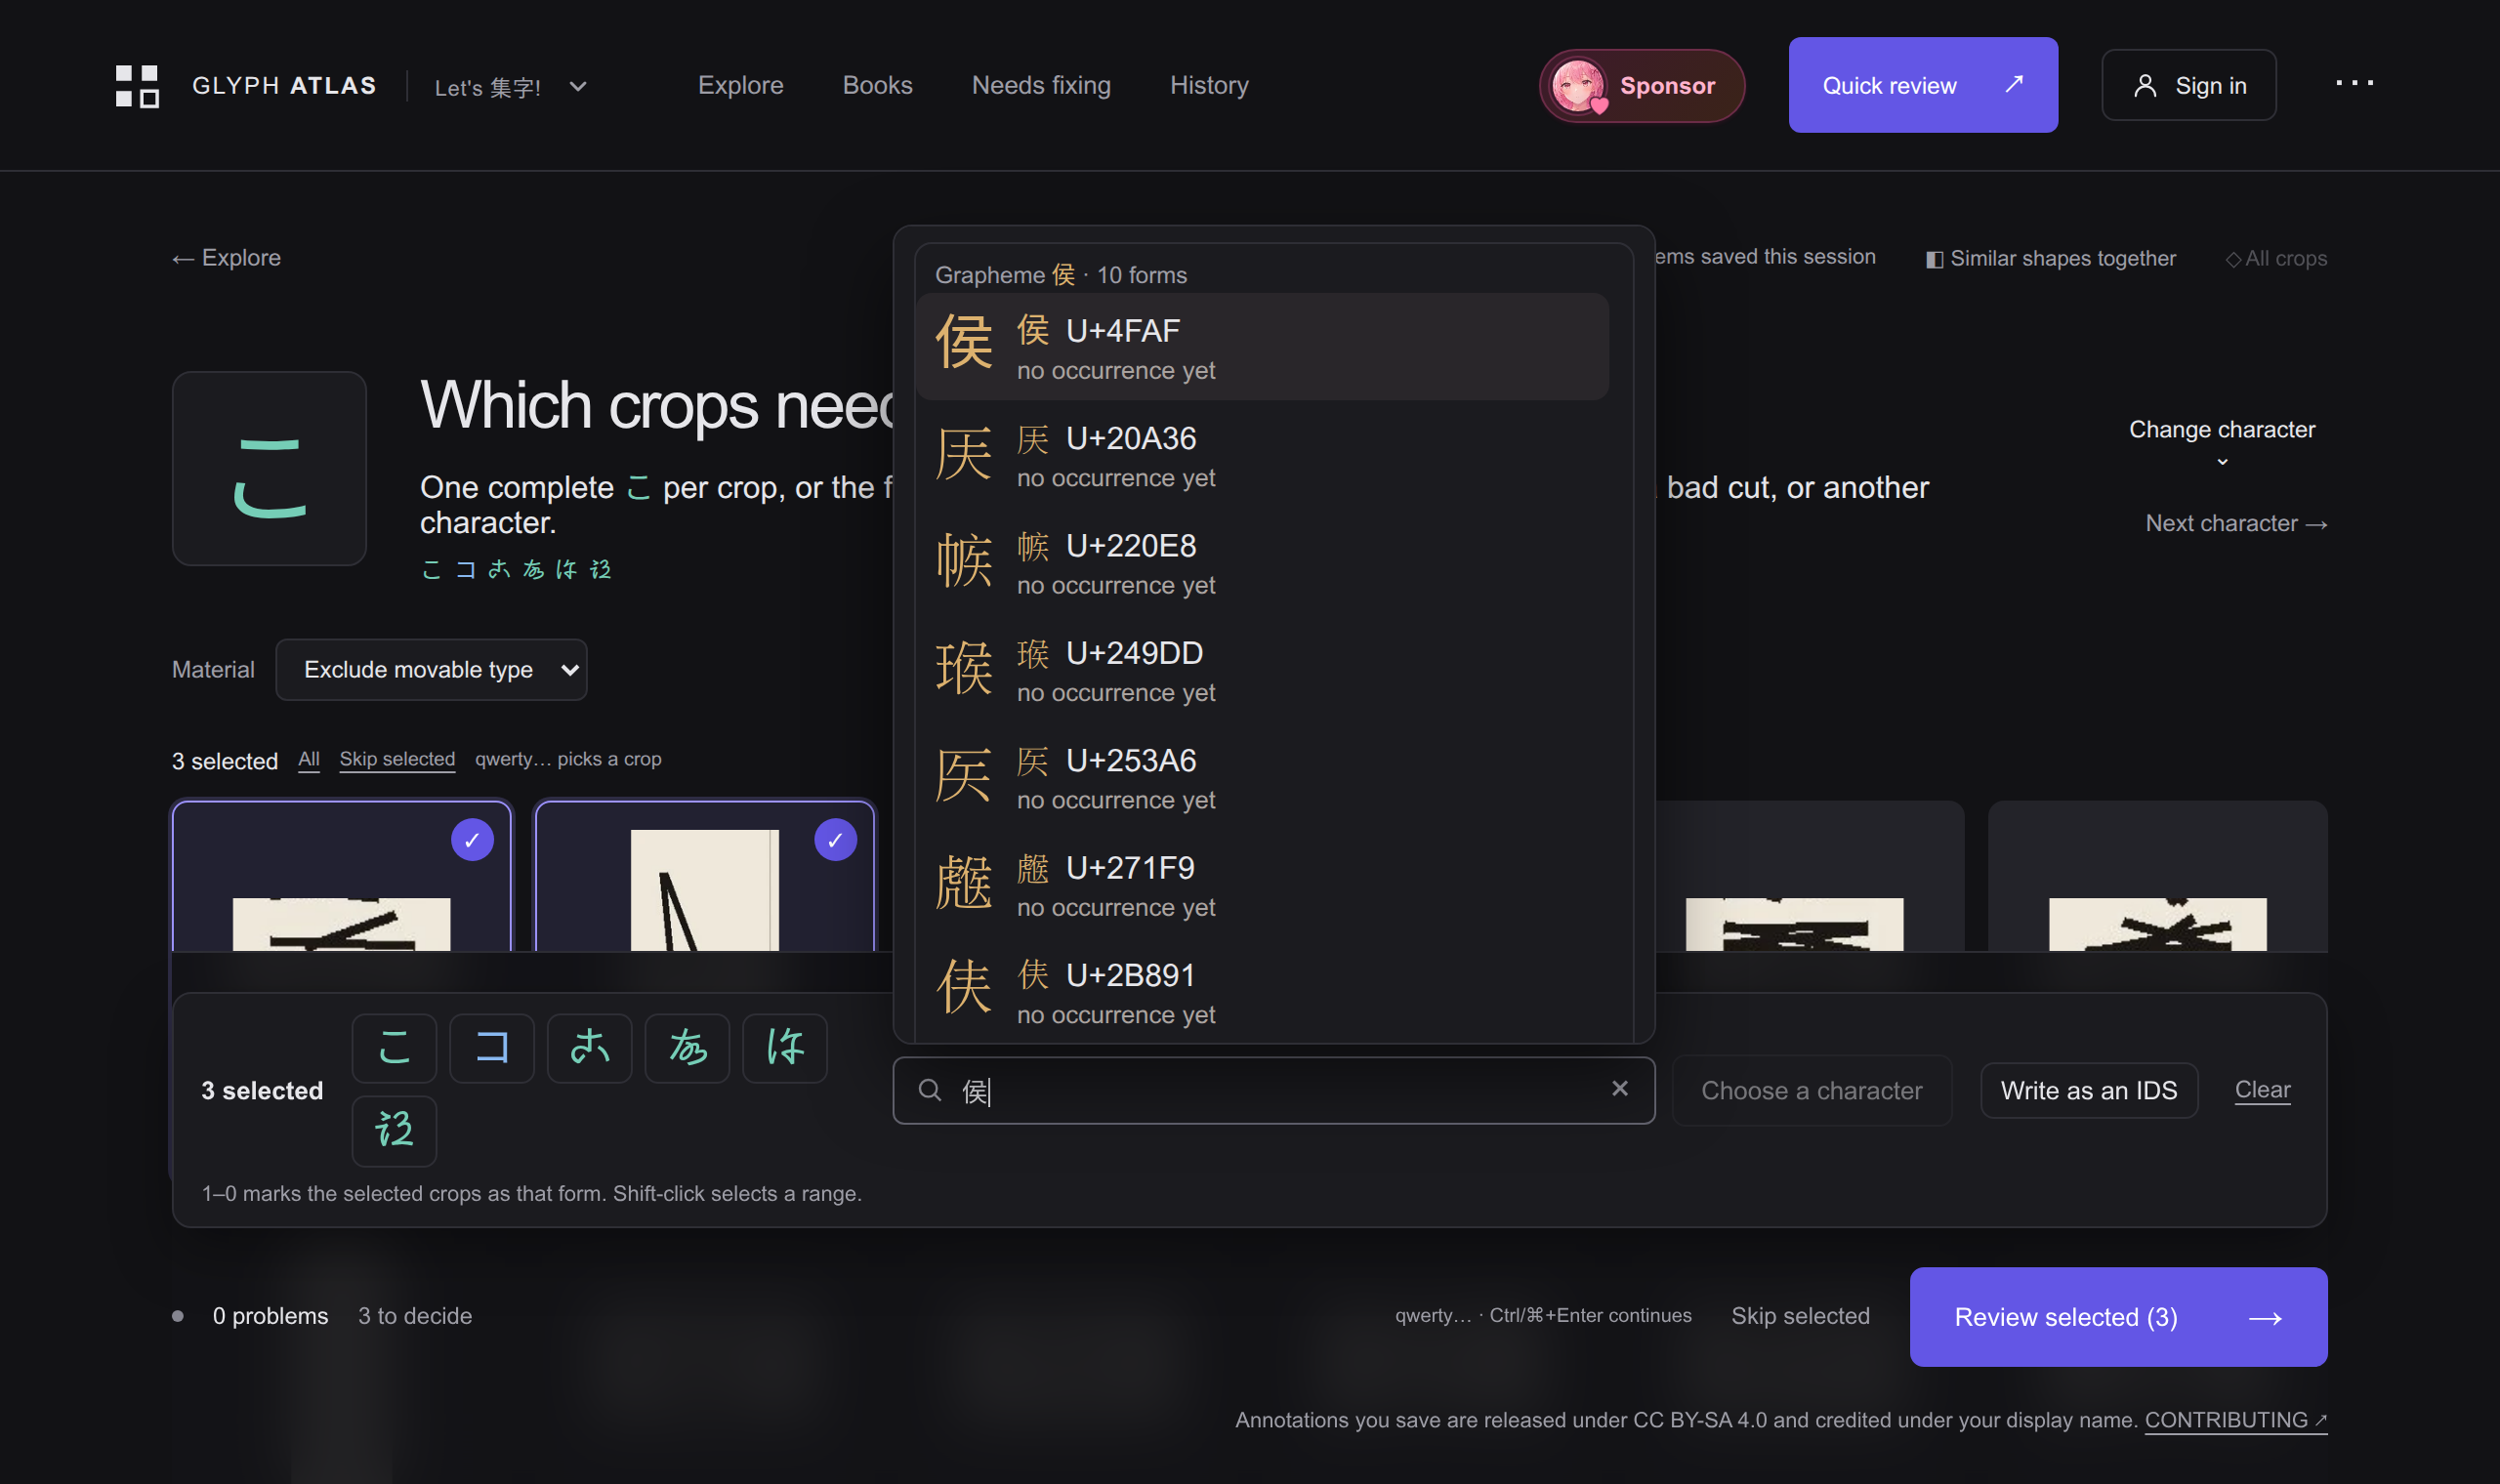 GLYPH ATLAS
Let's 集字!
Explore
Books
Needs fixing
History
Sponsor
Quick review ↗
Sign in
...
← Explore
ems saved this session
◧ Similar shapes together
◇ All crops
こ
Which crops need
One complete こ per crop, or the f
bad cut, or another
character.
Change character
Next character →
Material
Exclude movable type
3 selected
All
Skip selected
qwerty… picks a crop
Grapheme 侯 · 10 forms
侯 侯 U+4FAF
no occurrence yet
𠨶 𠨶 U+20A36
no occurrence yet
𢃨 𢃨 U+220E8
no occurrence yet
𤧝 𤧝 U+249DD
no occurrence yet
𥎦 𥎦 U+253A6
no occurrence yet
𧇹 𧇹 U+271F9
no occurrence yet
𫢑 𫢑 U+2B891
no occurrence yet
3 selected
こ コ
侯
✕
Choose a character
Write as an IDS
Clear
1–0 marks the selected crops as that form. Shift-click selects a range.
0 problems
3 to decide
qwerty… · Ctrl/⌘+Enter continues
Skip selected
Review selected (3) →
Annotations you save are released under CC BY-SA 4.0 and credited under your display name. CONTRIBUTING ↗